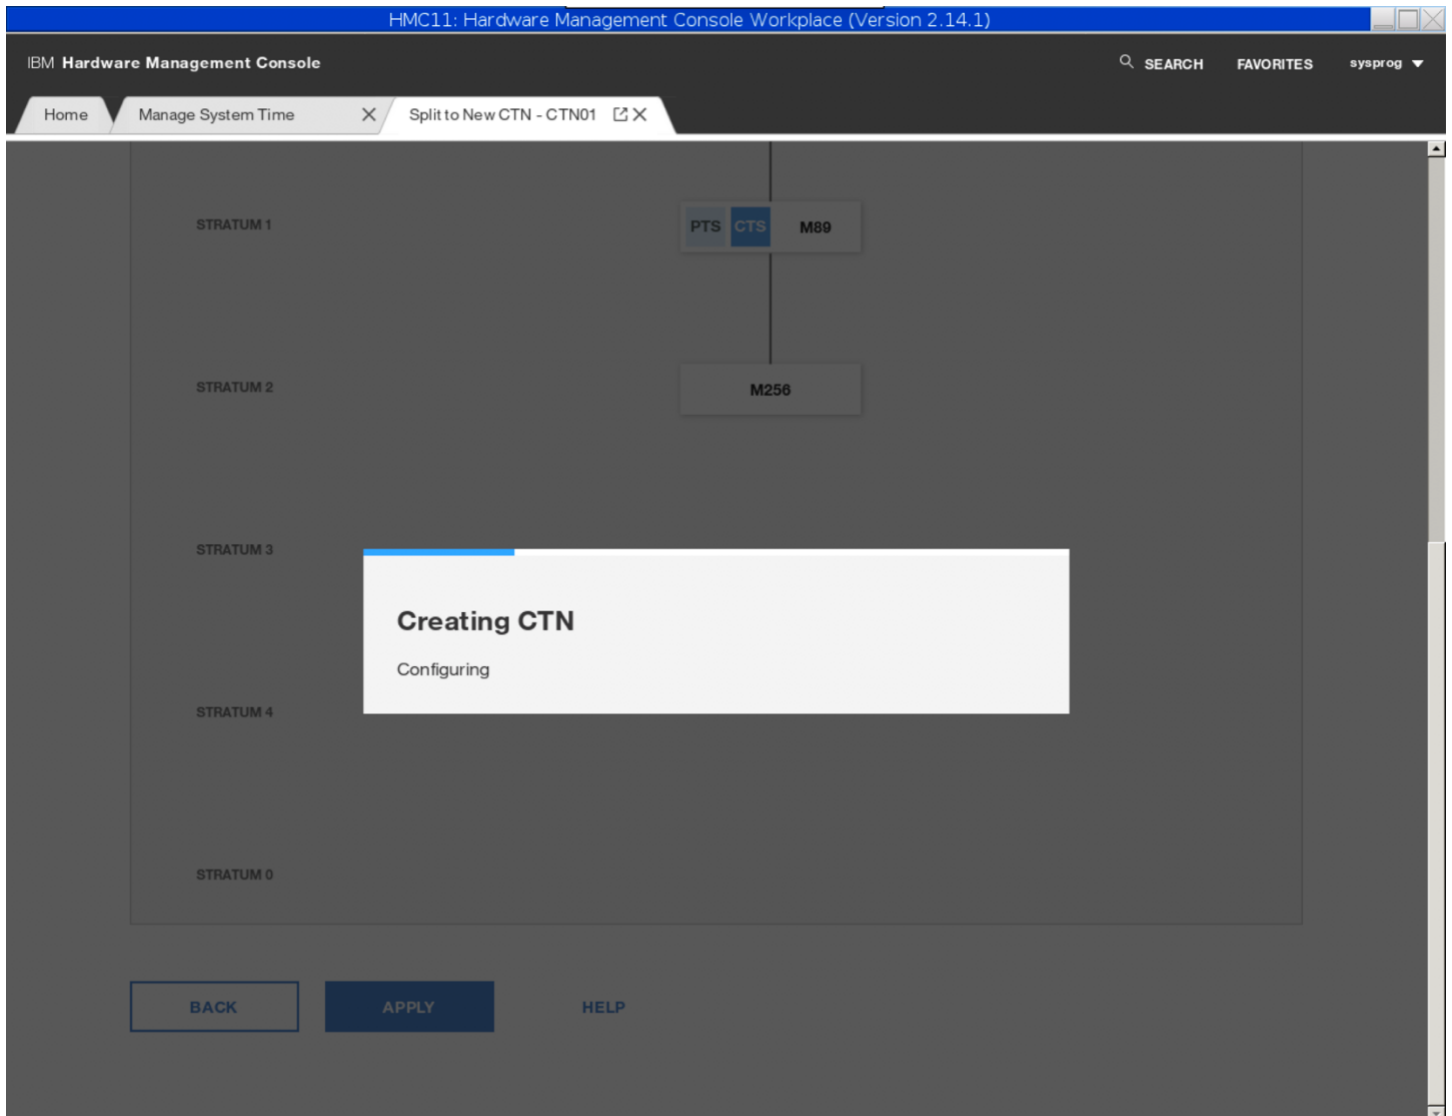 HMC11: Hardware Management Console Workplace (Version 2.14.1)
IBM Hardware Management Console
SEARCH FAVORITES sysprog
Home Manage System Time Split to New CTN - CTN01
STRATUM 1 PTS CTS M89
STRATUM 2 M256
STRATUM 3
Creating CTN
Configuring
STRATUM 4
STRATUM 0
BACK APPLY HELP